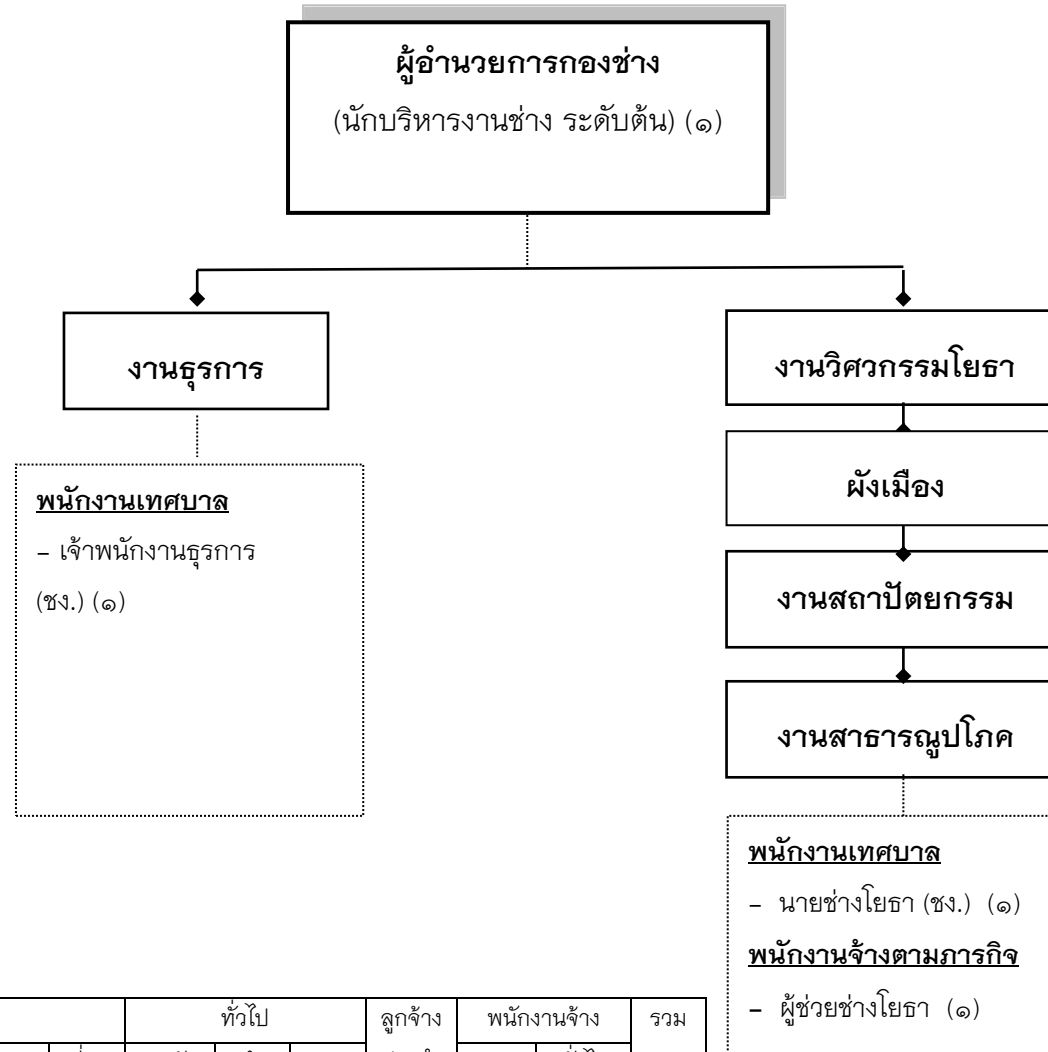 ผู้อำนวยการกองช่าง
(นักบริหารงานช่าง ระดับต้น) (๑)
งานธุรการ
พนักงานเทศบาล
– เจ้าพนักงานธุรการ
(ชง.) (๑)
งานวิศวกรรมโยธา
ผังเมือง
งานสถาปัตยกรรม
งานสาธารณูปโภค
พนักงานเทศบาล
– นายช่างโยธา (ชง.) (๑)
พนักงานจ้างตามภารกิจ
– ผู้ช่วยช่างโยธา (๑)
ทั่วไป ลูกจ้าง พนักงานจ้าง รวม